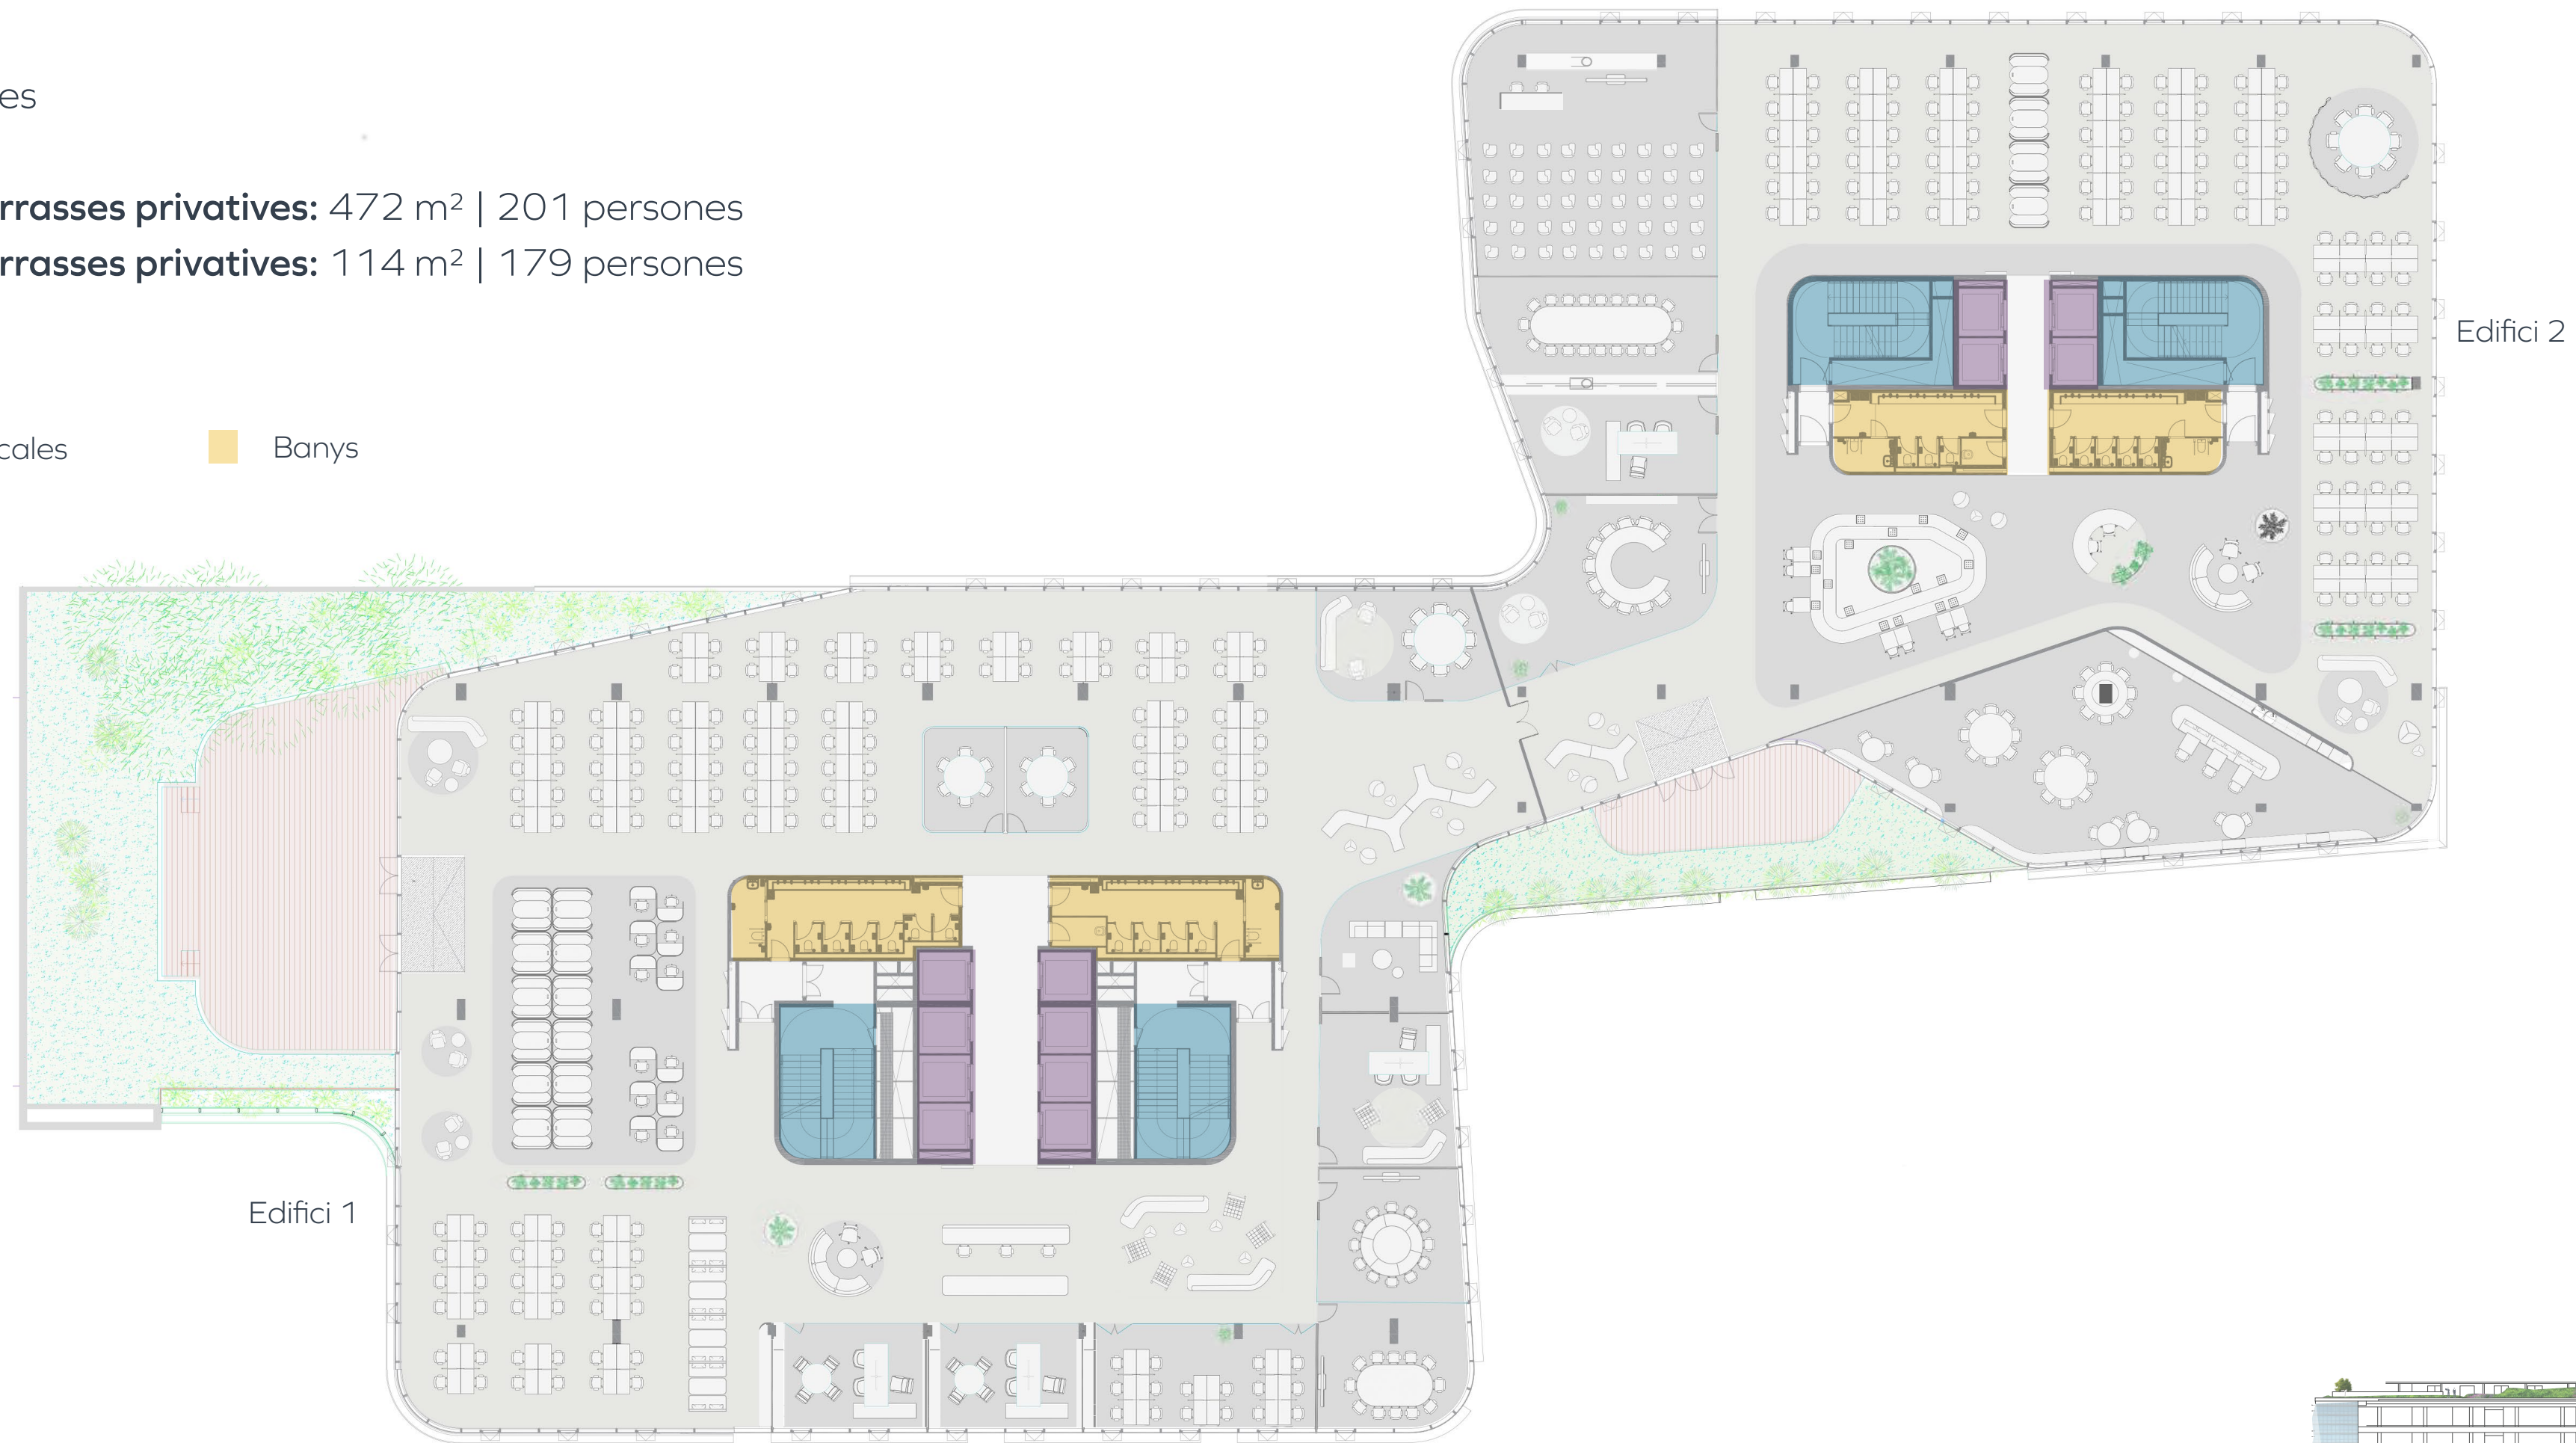 es
rrasses privatives: 472 m² | 201 persones
rrasses privatives: 114 m² | 179 persones
cales
Banys
Edifici 2
Edifici 1